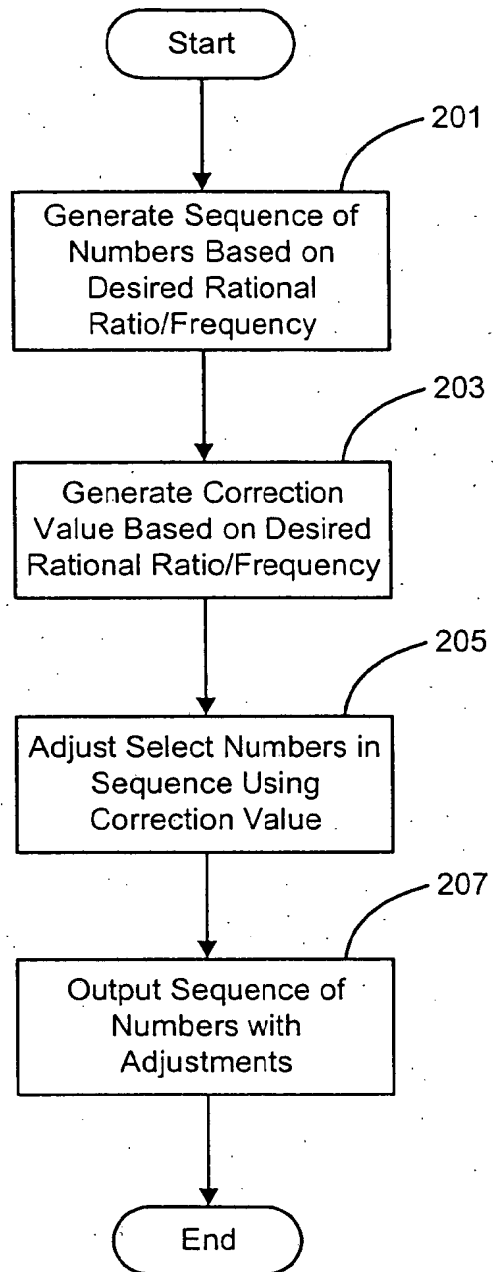 Start
201
Generate Sequence of
Numbers Based on
Desired Rational
Ratio/Frequency
203
Generate Correction
Value Based on Desired
Rational Ratio/Frequency
205
Adjust Select Numbers in
Sequence Using
Correction Value
207
Output Sequence of
Numbers with
Adjustments
End